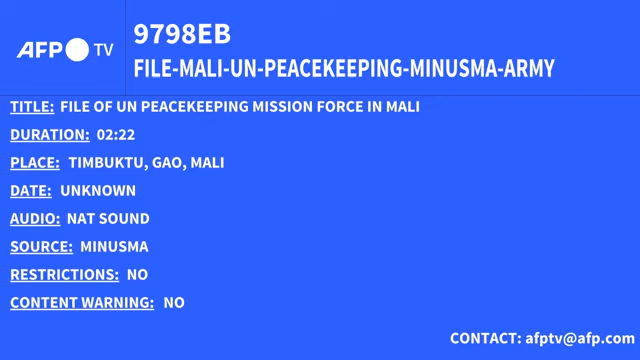 AFP TV
9798EB
FILE-MALI-UN-PEACEKEEPING-MINUSMA-ARMY
TITLE: FILE OF UN PEACEKEEPING MISSION FORCE IN MALI
DURATION: 02:22
PLACE: TIMBUKTU, GAO, MALI
DATE: UNKNOWN
AUDIO: NAT SOUND
SOURCE: MINUSMA
RESTRICTIONS: NO
CONTENT WARNING: NO
CONTACT: afptv@afp.com